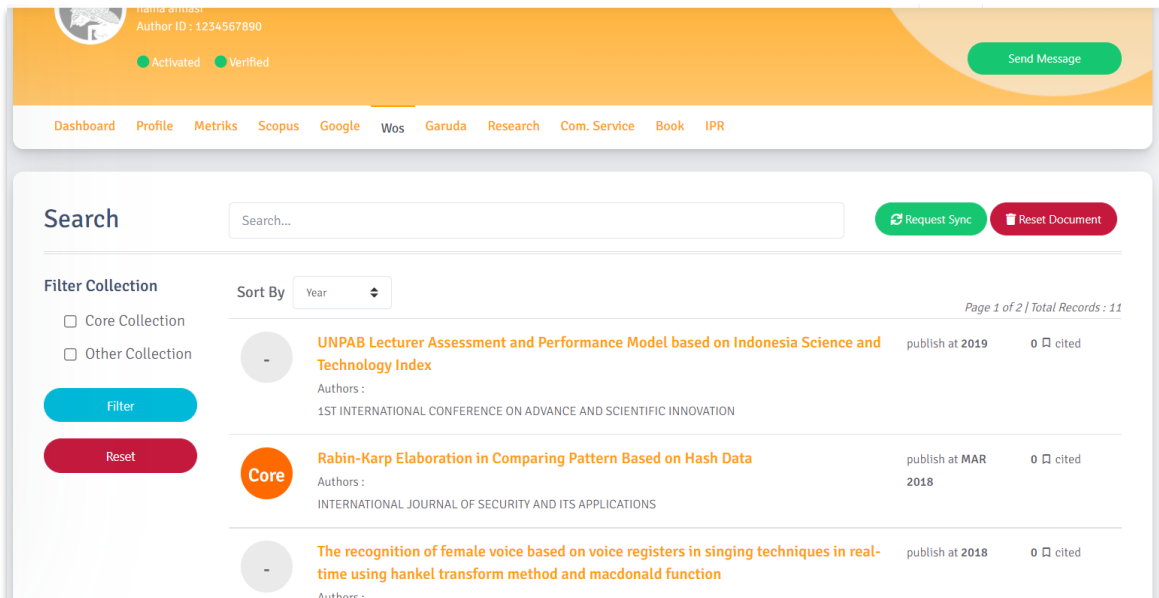 nama afiliasi
Author ID : 1234567890
Activated Verified
Send Message
Dashboard Profile Metriks Scopus Google Wos Garuda Research Com. Service Book IPR
Search
Search...
Request Sync
Reset Document
Filter Collection
Core Collection
Other Collection
Filter
Reset
Sort By Year
Page 1 of 2 | Total Records : 11
-
UNPAB Lecturer Assessment and Performance Model based on Indonesia Science and
Technology Index
Authors :
1ST INTERNATIONAL CONFERENCE ON ADVANCE AND SCIENTIFIC INNOVATION
publish at 2019
0 cited
Core
Rabin-Karp Elaboration in Comparing Pattern Based on Hash Data
Authors :
INTERNATIONAL JOURNAL OF SECURITY AND ITS APPLICATIONS
publish at MAR
2018
0 cited
-
The recognition of female voice based on voice registers in singing techniques in real-
time using hankel transform method and macdonald function
Authors :
publish at 2018
0 cited